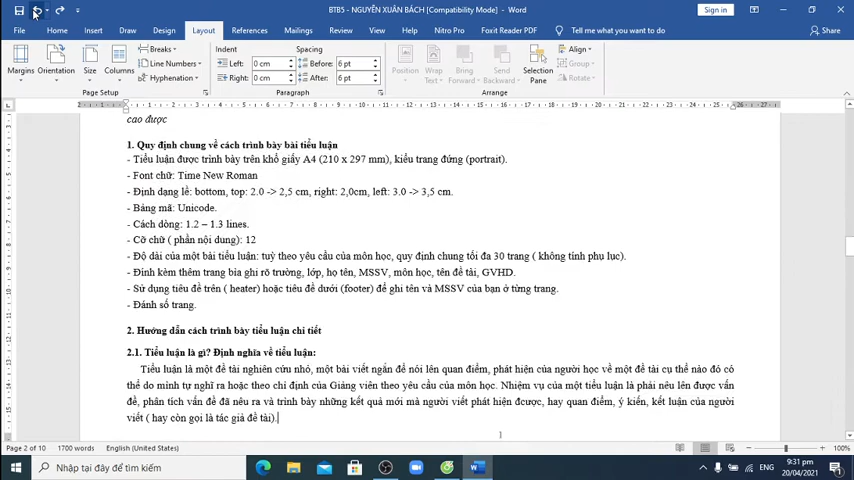 BTB5 - NGUYỄN XUÂN BÁCH [Compatibility Mode] - Word
Sign in
File Home Insert Draw Design Layout References Mailings Review View Help Nitro Pro Foxit Reader PDF Tell me what you want to do Share
Margins Orientation Size Columns Breaks Line Numbers Hyphenation
Page Setup
Indent Spacing
Left: 0 cm Before: 6 pt
Right: 0 cm After: 6 pt
Paragraph
Position Wrap Text Bring Forward Send Backward Selection Pane Align Group Rotate
Arrange
cao được
1. Quy định chung về cách trình bày bài tiểu luận
- Tiểu luận được trình bày trên khổ giấy A4 (210 x 297 mm), kiểu trang đứng (portrait).
- Font chữ: Time New Roman
- Định dạng lề: bottom, top: 2.0 -> 2,5 cm, right: 2,0cm, left: 3.0 -> 3,5 cm.
- Bảng mã: Unicode.
- Cách dòng: 1.2 – 1.3 lines.
- Cỡ chữ ( phần nội dung): 12
- Độ dài của một bài tiểu luận: tuỳ theo yêu cầu của môn học, quy định chung tối đa 30 trang ( không tính phụ lục).
- Đính kèm thêm trang bìa ghi rõ trường, lớp, họ tên, MSSV, môn học, tên đề tài, GVHD.
- Sử dụng tiêu đề trên ( heater) hoặc tiêu đề dưới (footer) để ghi tên và MSSV của bạn ở từng trang.
- Đánh số trang.
2. Hướng dẫn cách trình bày tiểu luận chi tiết
2.1. Tiểu luận là gì? Định nghĩa về tiểu luận:
Tiểu luận là một đề tài nghiên cứu nhỏ, một bài viết ngắn để nói lên quan điểm, phát hiện của người học về một đề tài cụ thể nào đó có
thể do mình tự nghĩ ra hoặc theo chỉ định của Giảng viên theo yêu cầu của môn học. Nhiệm vụ của một tiểu luận là phải nêu lên được vấn
đề, phân tích vấn đề đã nêu ra và trình bày những kết quả mới mà người viết phát hiện đcược, hay quan điểm, ý kiến, kết luận của người
viết ( hay còn gọi là tác giả đề tài).
Page 2 of 10 1700 words English (United States) 100%
Nhập tại đây để tìm kiếm
ENG
9:31 pm
20/04/2021